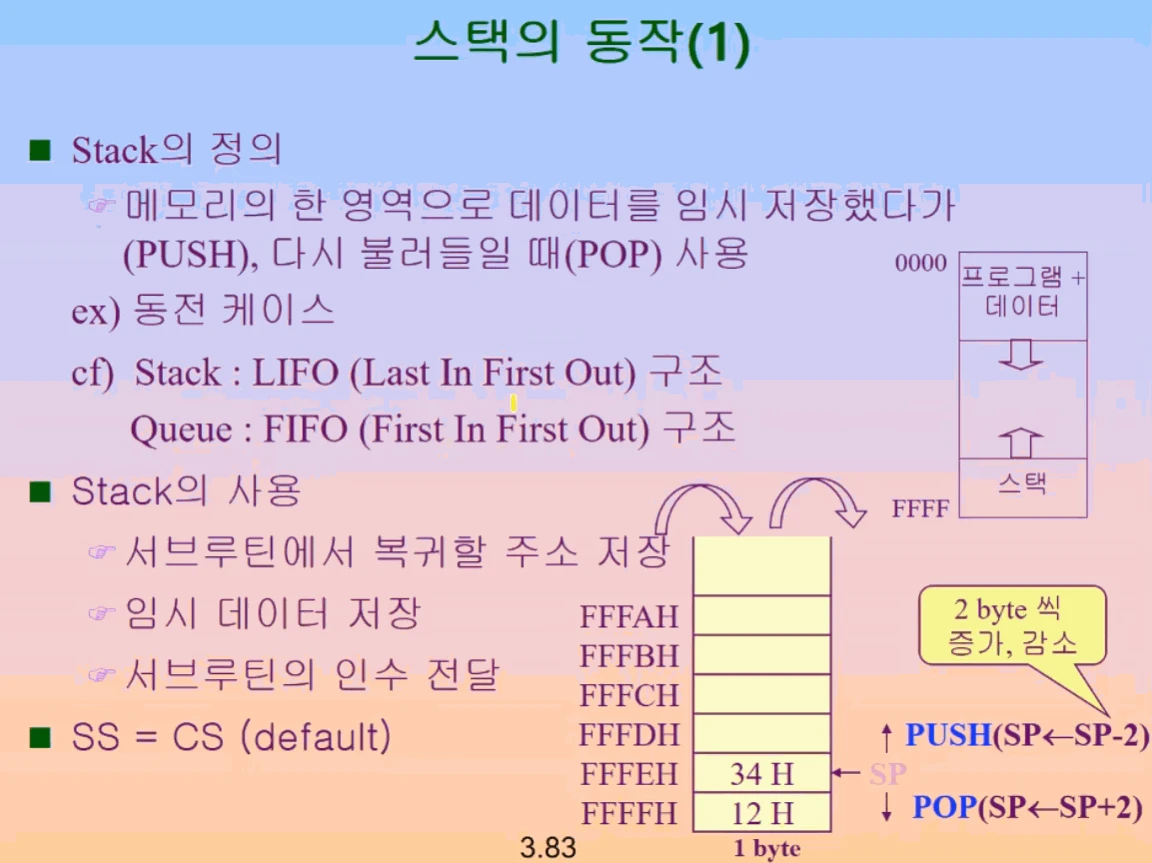 스택의 동작(1)
Stack의 정의
메모리의 한 영역으로 데이터를 임시 저장했다가
(PUSH), 다시 불러들일 때(POP) 사용
ex) 동전 케이스
cf) Stack : LIFO (Last In First Out) 구조
Queue : FIFO (First In First Out) 구조
0000
프로그램 +
데이터
스택
FFFF
Stack의 사용
서브루틴에서 복귀할 주소 저장
임시 데이터 저장
서브루틴의 인수 전달
SS = CS (default)
FFFAH
FFFBH
FFFCH
FFFDH
FFFEH 34 H ← SP
FFFFH 12 H
1 byte
2 byte 씩
증가, 감소
↑ PUSH(SP←SP-2)
↓ POP(SP←SP+2)
3.83